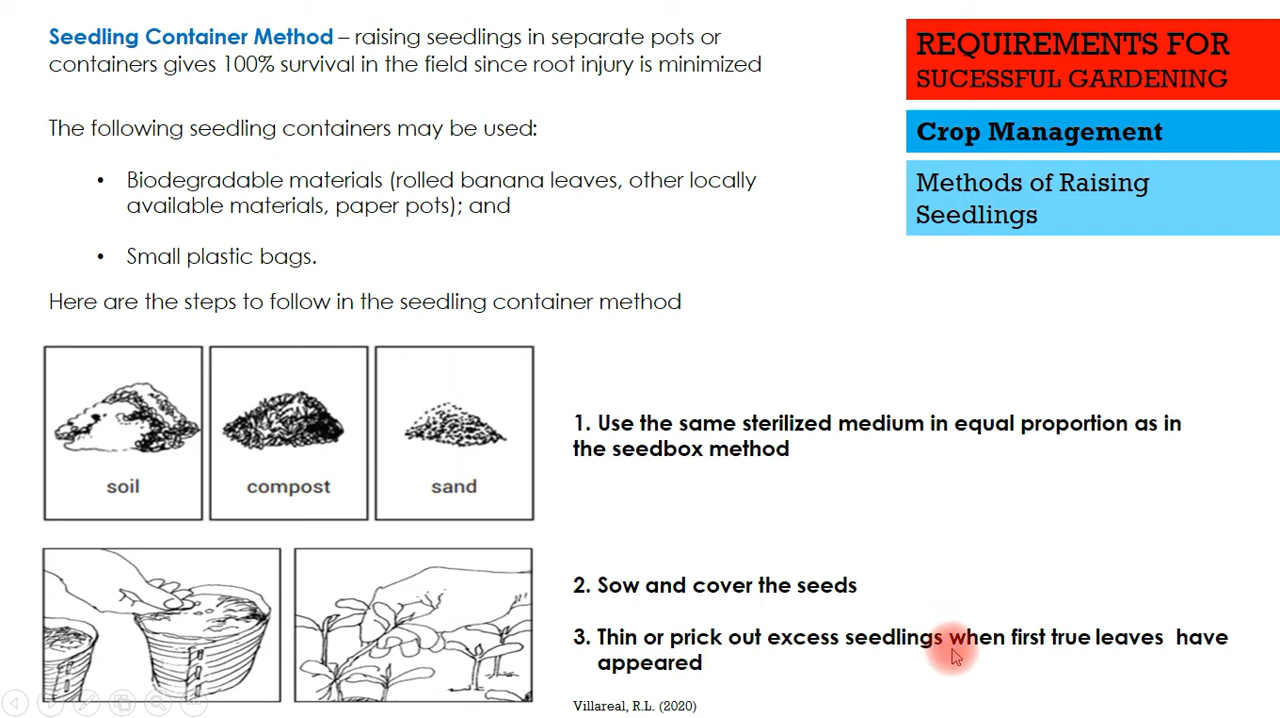 Seedling Container Method – raising seedlings in separate pots or
containers gives 100% survival in the field since root injury is minimized
The following seedling containers may be used:
• Biodegradable materials (rolled banana leaves, other locally
available materials, paper pots); and
• Small plastic bags.
Here are the steps to follow in the seedling container method
soil
compost
sand
1. Use the same sterilized medium in equal proportion as in
the seedbox method
2. Sow and cover the seeds
3. Thin or prick out excess seedlings when first true leaves have
appeared
Villareal, R.L. (2020)
REQUIREMENTS FOR
SUCESSFUL GARDENING
Crop Management
Methods of Raising
Seedlings